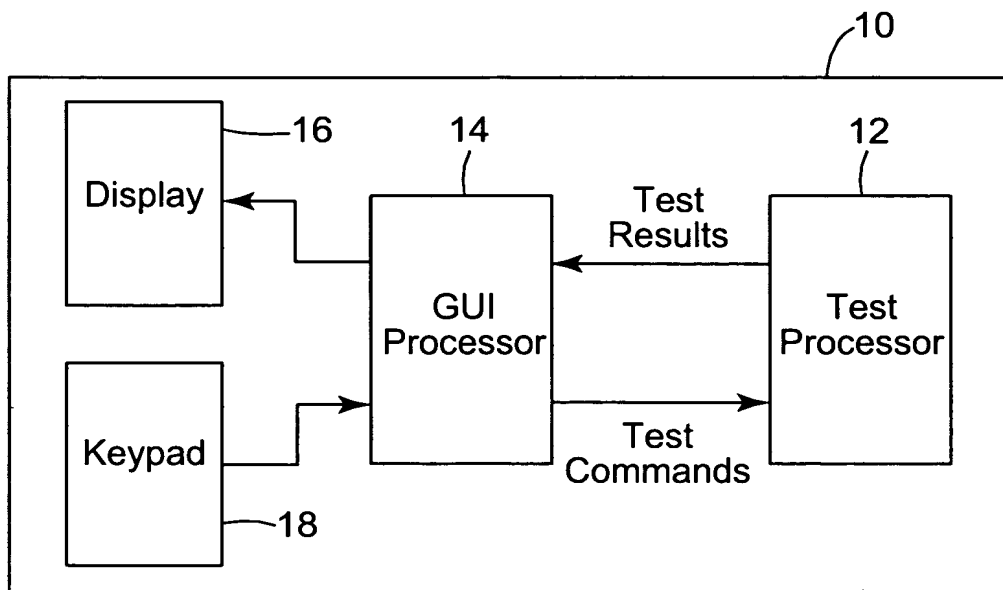 10
16
14
12
Display
Test
Results
GUI
Processor
Test
Processor
Keypad
Test
Commands
18